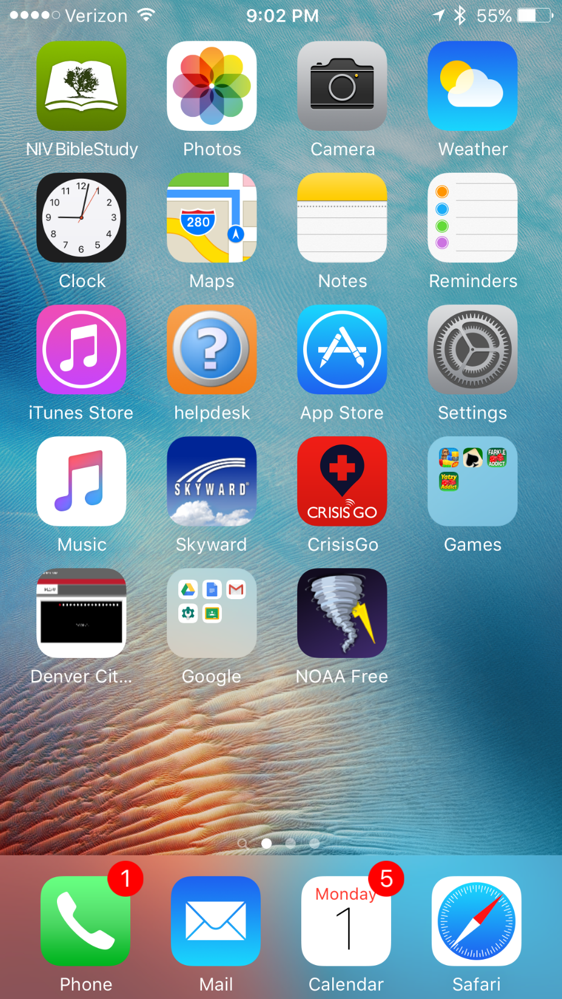 Verizon 9:02 PM 55%
NIV BibleStudy Photos Camera Weather
12 1 2 3 4 5 6 7 8 9 10 11
280
Clock Maps Notes Reminders
iTunes Store helpdesk App Store Settings
SKYWARD®
CRISIS GO
FARKLE
ADDICT
Yatzy
Addict
Music Skyward CrisisGo Games
Denver Cit... Google NOAA Free
1 5
Monday
1
Phone Mail Calendar Safari